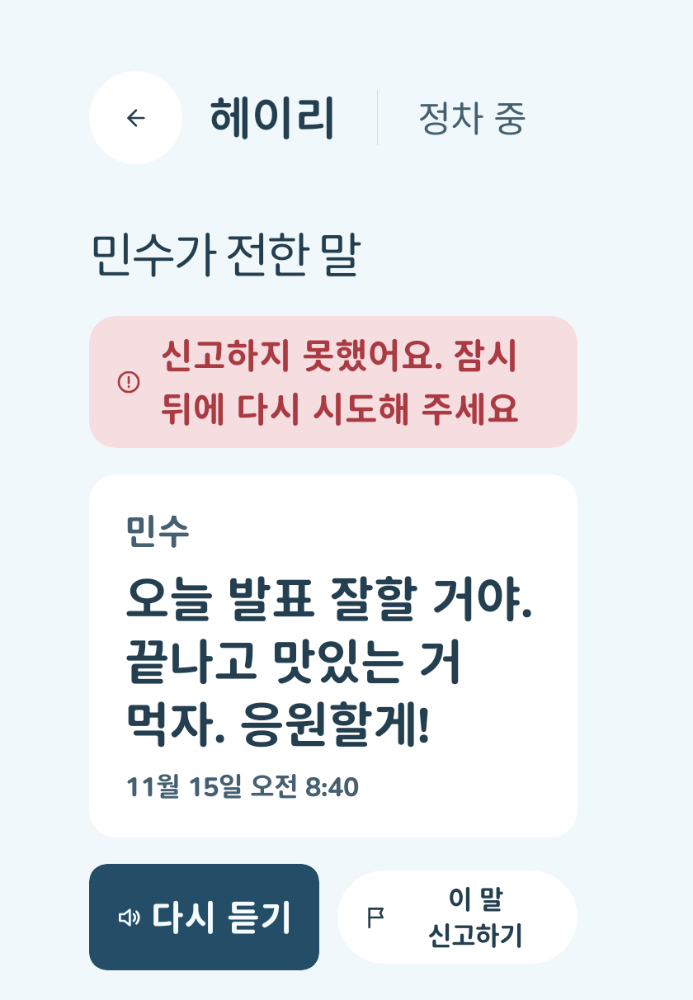 헤이리
정차 중
민수가 전한 말
신고하지 못했어요. 잠시
뒤에 다시 시도해 주세요
민수
오늘 발표 잘할 거야.
끝나고 맛있는 거
먹자. 응원할게!
11월 15일 오전 8:40
다시 듣기
이 말
신고하기